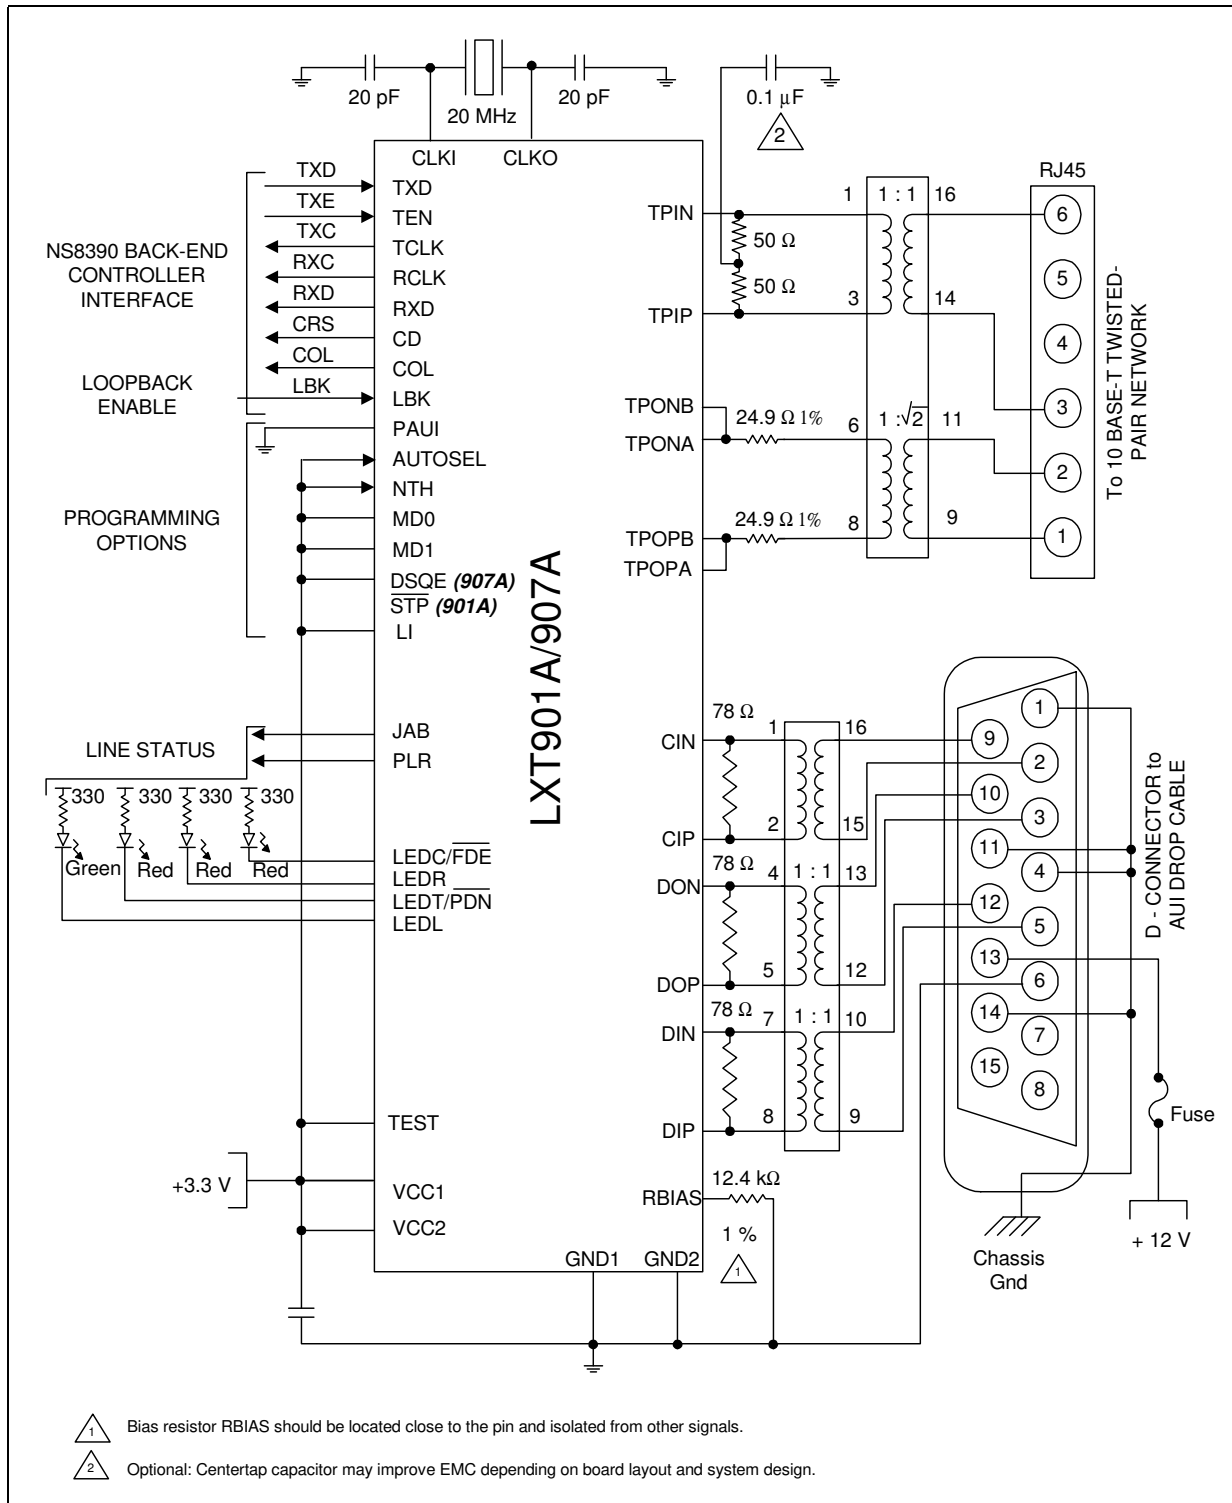 20 pF
20 MHz
20 pF
0.1 μF
2
CLKI
CLKO
NS8390 BACK-END
CONTROLLER
INTERFACE
TXD
TXE
TXC
RXC
RXD
CRS
COL
LBK
LOOPBACK
ENABLE
TXD
TEN
TCLK
RCLK
RXD
CD
COL
LBK
PAUI
AUTOSEL
NTH
MD0
MD1
DSQE (907A)
STP (901A)
LI
PROGRAMMING
OPTIONS
LINE STATUS
JAB
PLR
330
330
330
330
Green
Red
Red
Red
LEDC/FDE
LEDR
LEDT/PDN
LEDL
TEST
+3.3 V
VCC1
VCC2
LXT901A/907A
GND1
GND2
TPIN
TPIP
TPONB
TPONA
TPOPB
TPOPA
50 Ω
50 Ω
24.9 Ω 1%
24.9 Ω 1%
1
1 : 1
16
3
14
6
1 :√2
11
8
9
RJ45
6
5
4
3
2
1
To 10 BASE-T TWISTED-
PAIR NETWORK
CIN
CIP
DON
DOP
DIN
DIP
RBIAS
78 Ω
78 Ω
78 Ω
12.4 kΩ
1 %
1
1
16
2
15
4
1 : 1
13
5
12
7
1 : 1
10
8
9
1
9
2
10
3
11
4
12
5
13
6
14
7
15
8
D - CONNECTOR to
AUI DROP CABLE
Fuse
+ 12 V
Chassis
Gnd
1 Bias resistor RBIAS should be located close to the pin and isolated from other signals.
2 Optional: Centertap capacitor may improve EMC depending on board layout and system design.